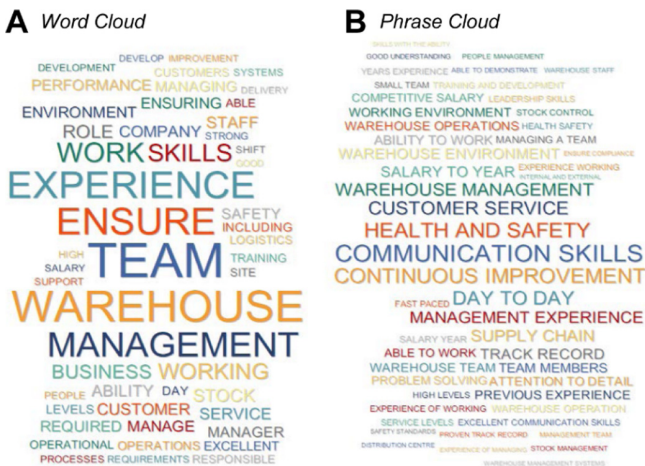 A Word Cloud
DEVELOP IMPROVEMENT
DEVELOPMENT CUSTOMERS SYSTEMS
PERFORMANCE MANAGING DELIVERY
ENSURING ABLE
ENVIRONMENT STAFF
ROLE COMPANY STRONG
WORK SKILLS SHIFT
GOOD
EXPERIENCE
ENSURE SAFETY
INCLUDING
LOGISTICS
HIGH TEAM TRAINING
SALARY SITE
SUPPORT
WAREHOUSE
MANAGEMENT
BUSINESS WORKING
PEOPLE ABILITY DAY STOCK
LEVELS CUSTOMER SERVICE
REQUIRED MANAGE MANAGER
OPERATIONAL OPERATIONS EXCELLENT
PROCESSES REQUIREMENTS RESPONSIBLE
B Phrase Cloud
SKILLS WITH THE ABILITY
GOOD UNDERSTANDING PEOPLE MANAGEMENT
YEARS EXPERIENCE ABLE TO DEMONSTRATE WAREHOUSE STAFF
SMALL TEAM TRAINING AND DEVELOPMENT
COMPETITIVE SALARY LEADERSHIP SKILLS
WORKING ENVIRONMENT STOCK CONTROL
WAREHOUSE OPERATIONS HEALTH SAFETY
ABILITY TO WORK MANAGING A TEAM
WAREHOUSE ENVIRONMENT ENSURE COMPLIANCE
SALARY TO YEAR EXPERIENCE WORKING
INTERNAL AND EXTERNAL
WAREHOUSE MANAGEMENT
CUSTOMER SERVICE
HEALTH AND SAFETY
COMMUNICATION SKILLS
CONTINUOUS IMPROVEMENT
FAST PACED DAY TO DAY
MANAGEMENT EXPERIENCE
SALARY YEAR SUPPLY CHAIN
ABLE TO WORK TRACK RECORD
WAREHOUSE TEAM TEAM MEMBERS
PROBLEM SOLVING ATTENTION TO DETAIL
HIGH LEVELS PREVIOUS EXPERIENCE
EXPERIENCE OF WORKING WAREHOUSE OPERATION
SERVICE LEVELS EXCELLENT COMMUNICATION SKILLS
SAFETY STANDARDS PROVEN TRACK RECORD MANAGEMENT TEAM
DISTRIBUTION CENTRE EXPERIENCE OF MANAGING STOCK MANAGEMENT
WAREHOUSE MANAGEMENT SYSTEMS